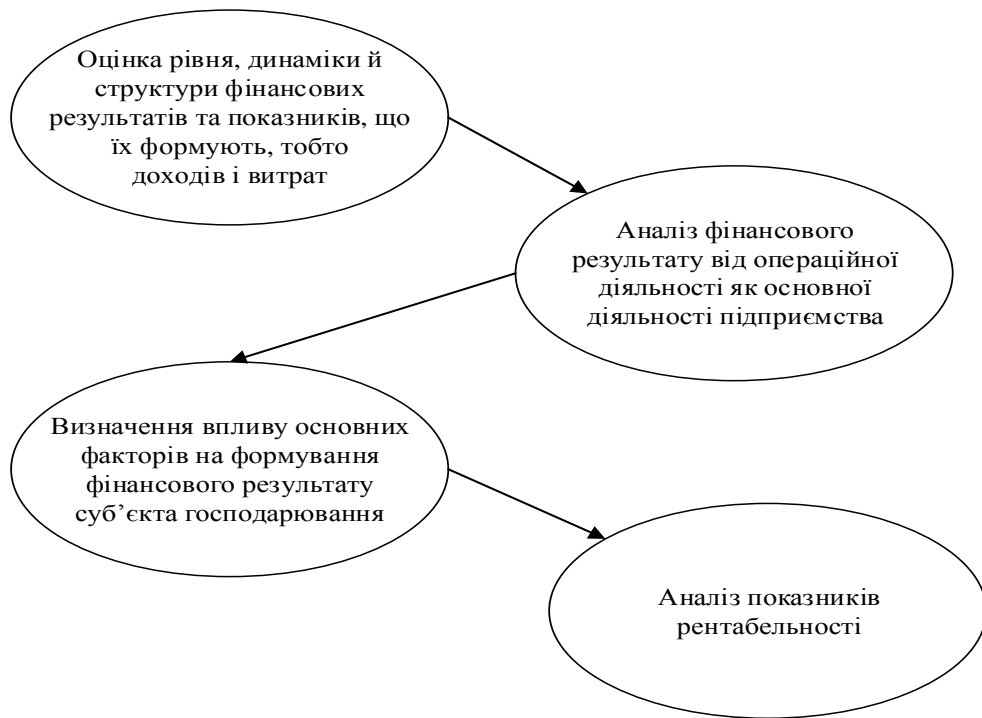 Оцінка рівня, динаміки й
структури фінансових
результатів та показників, що
їх формують, тобто
доходів і витрат
Аналіз фінансового
результату від операційної
діяльності як основної
діяльності підприємства
Визначення впливу основних
факторів на формування
фінансового результату
суб’єкта господарювання
Аналіз показників
рентабельності